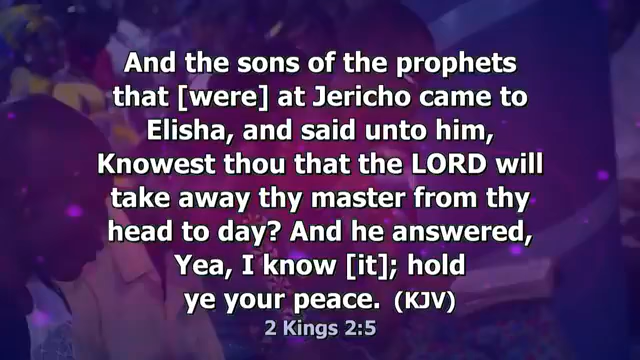 And the sons of the prophets
that [were] at Jericho came to
Elisha, and said unto him,
Knowest thou that the LORD will
take away thy master from thy
head to day? And he answered,
Yea, I know [it]; hold
ye your peace. (KJV)
2 Kings 2:5